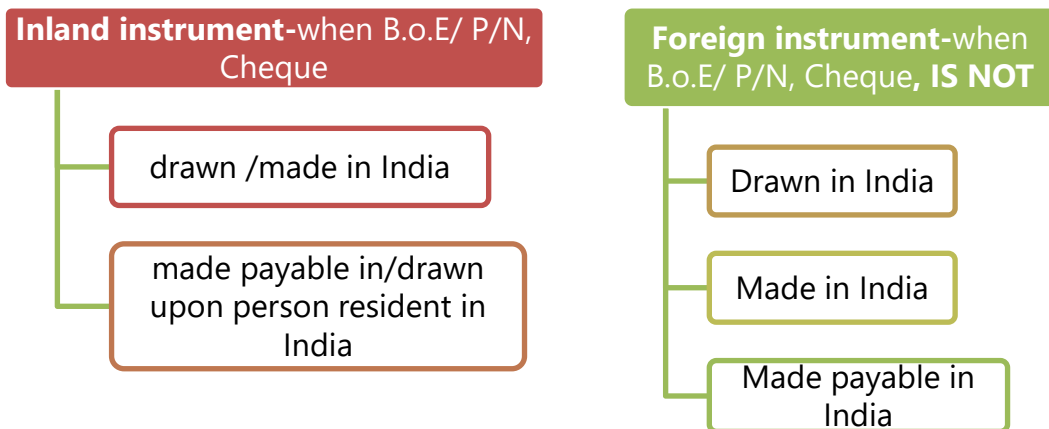 Inland instrument-when B.o.E/ P/N,
Cheque
drawn /made in India
made payable in/drawn
upon person resident in
India
Foreign instrument-when
B.o.E/ P/N, Cheque, IS NOT
Drawn in India
Made in India
Made payable in
India